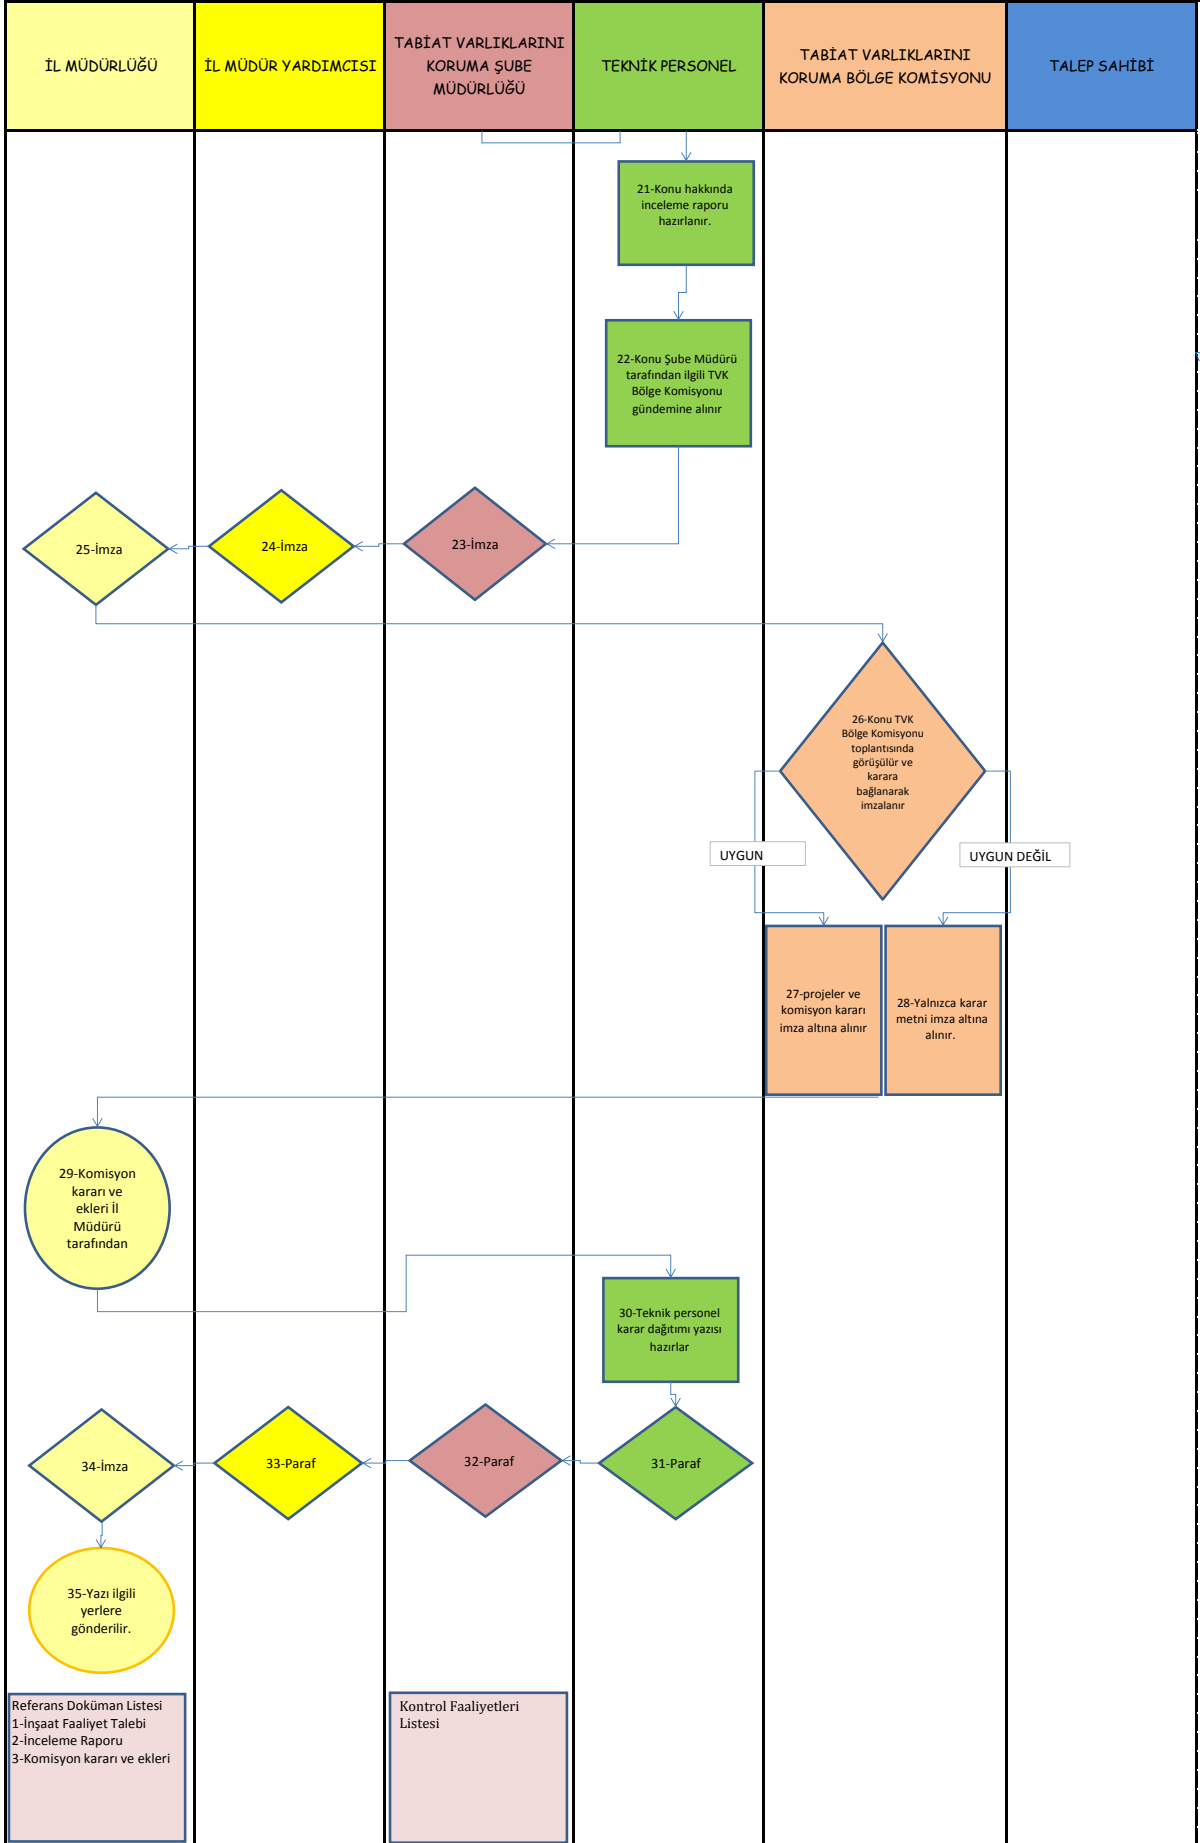 İL MÜDÜRLÜĞÜ
İL MÜDÜR YARDIMCISI
TABİAT VARLIKLARINI
KORUMA ŞUBE
MÜDÜRLÜĞÜ
TEKNİK PERSONEL
TABİAT VARLIKLARINI
KORUMA BÖLGE KOMİSYONU
TALEP SAHİBİ
21-Konu hakkında
inceleme raporu
hazırlanır.
22-Konu Şube Müdürü
tarafından ilgili TVK
Bölge Komisyonu
gündemine alınır
23-İmza
24-İmza
25-İmza
26-Konu TVK
Bölge Komisyonu
toplantısında
görüşülür ve
karara
bağlanarak
imzalanır
UYGUN
UYGUN DEĞİL
27-projeler ve
komisyon kararı
imza altına alınır
28-Yalnızca karar
metni imza altına
alınır.
29-Komisyon
kararı ve
ekleri İl
Müdürü
tarafından
30-Teknik personel
karar dağıtımı yazısı
hazırlar
31-Paraf
32-Paraf
33-Paraf
34-İmza
35-Yazı ilgili
yerlere
gönderilir.
Referans Doküman Listesi
1-İnşaat Faaliyet Talebi
2-İnceleme Raporu
3-Komisyon kararı ve ekleri
Kontrol Faaliyetleri
Listesi